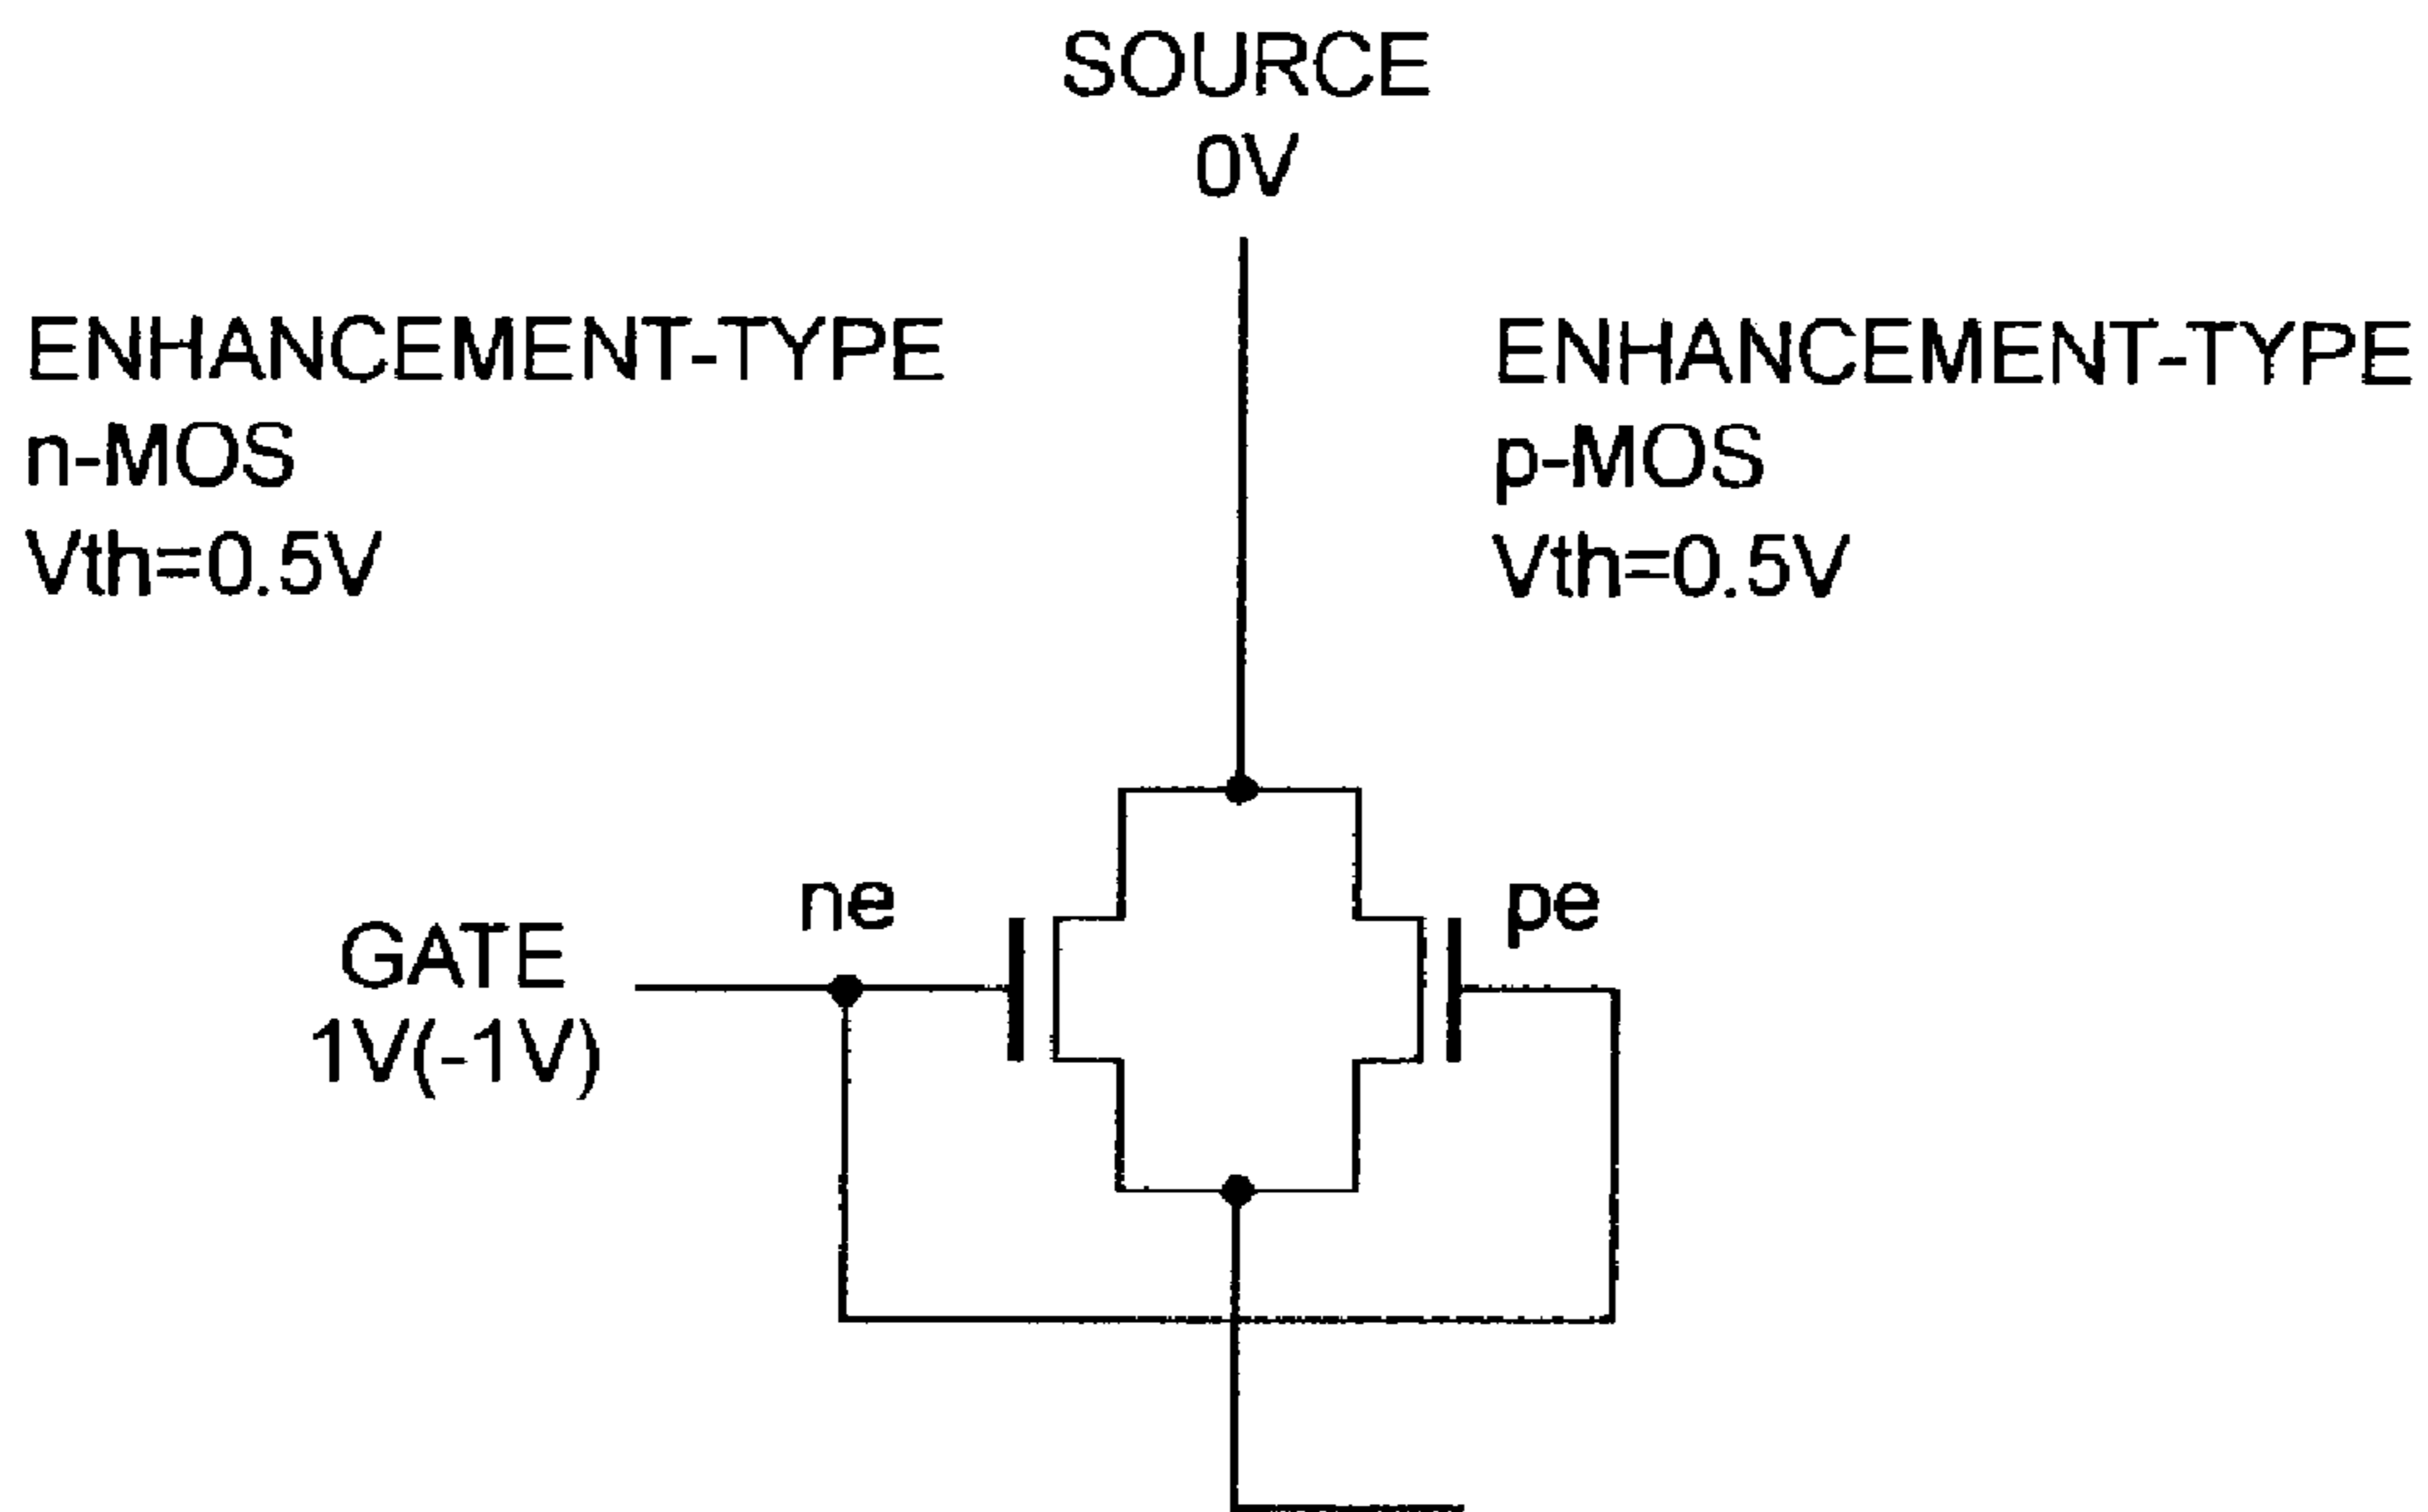 SOURCE
0V
ENHANCEMENT-TYPE
n-MOS
Vth=0.5V
ENHANCEMENT-TYPE
p-MOS
Vth=0.5V
ne
pe
GATE
1V(-1V)